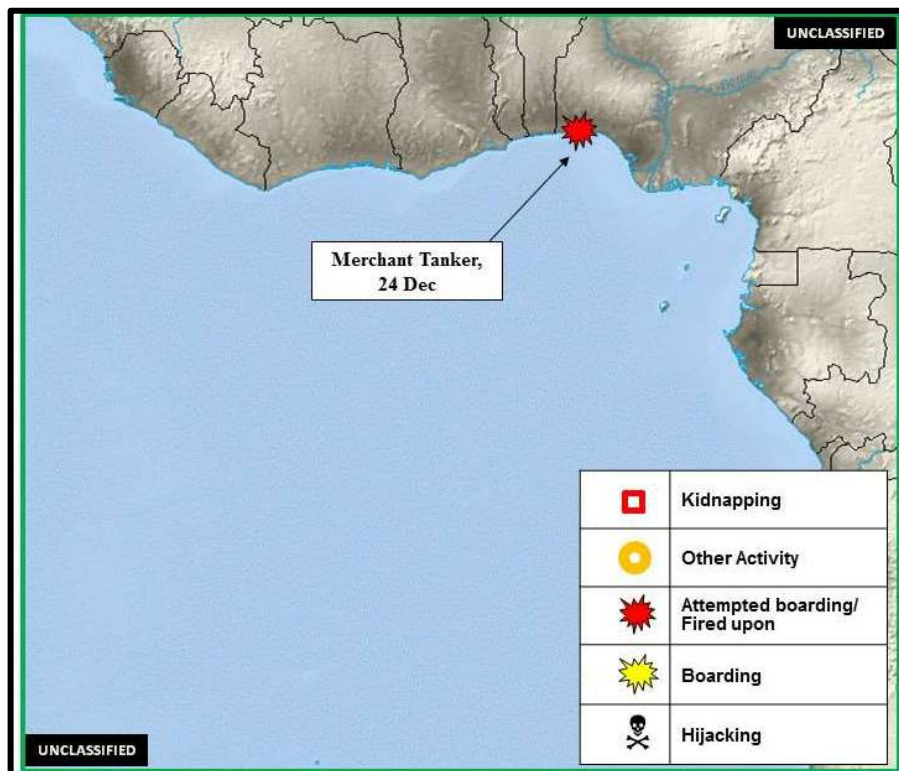 UNCLASSIFIED
Merchant Tanker,
24 Dec
Kidnapping
Other Activity
Attempted boarding/
Fired upon
Boarding
Hijacking
UNCLASSIFIED